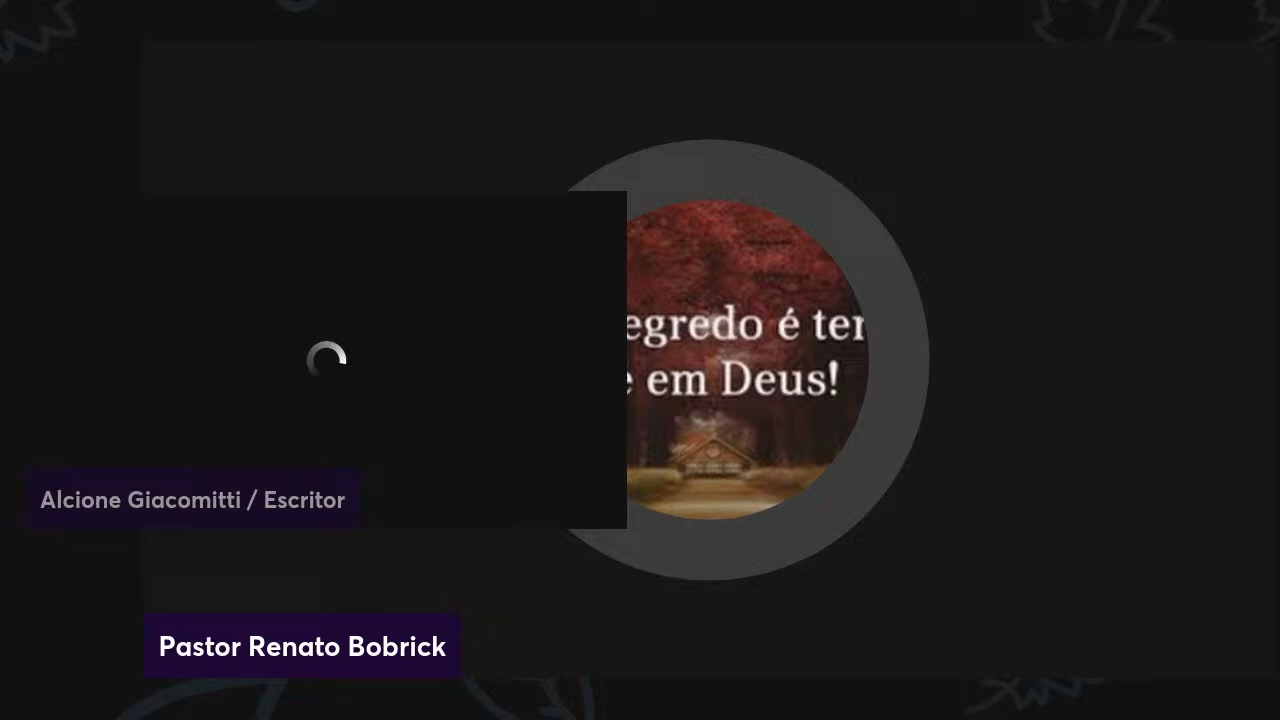 egredo é ter
em Deus!
Alcione Giacomitti / Escritor
Pastor Renato Bobrick